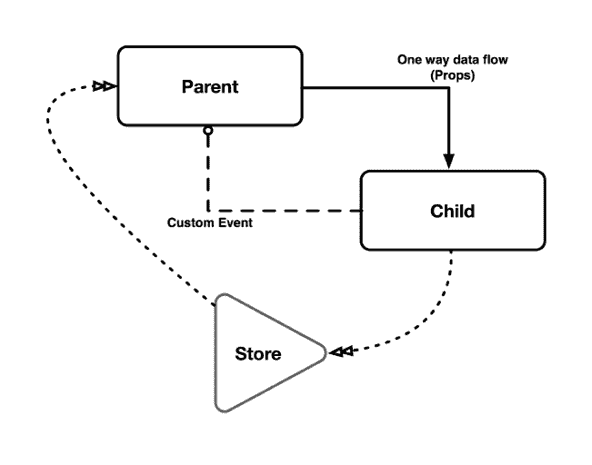 Parent
One way data flow
(Props)
Child
Custom Event
Store